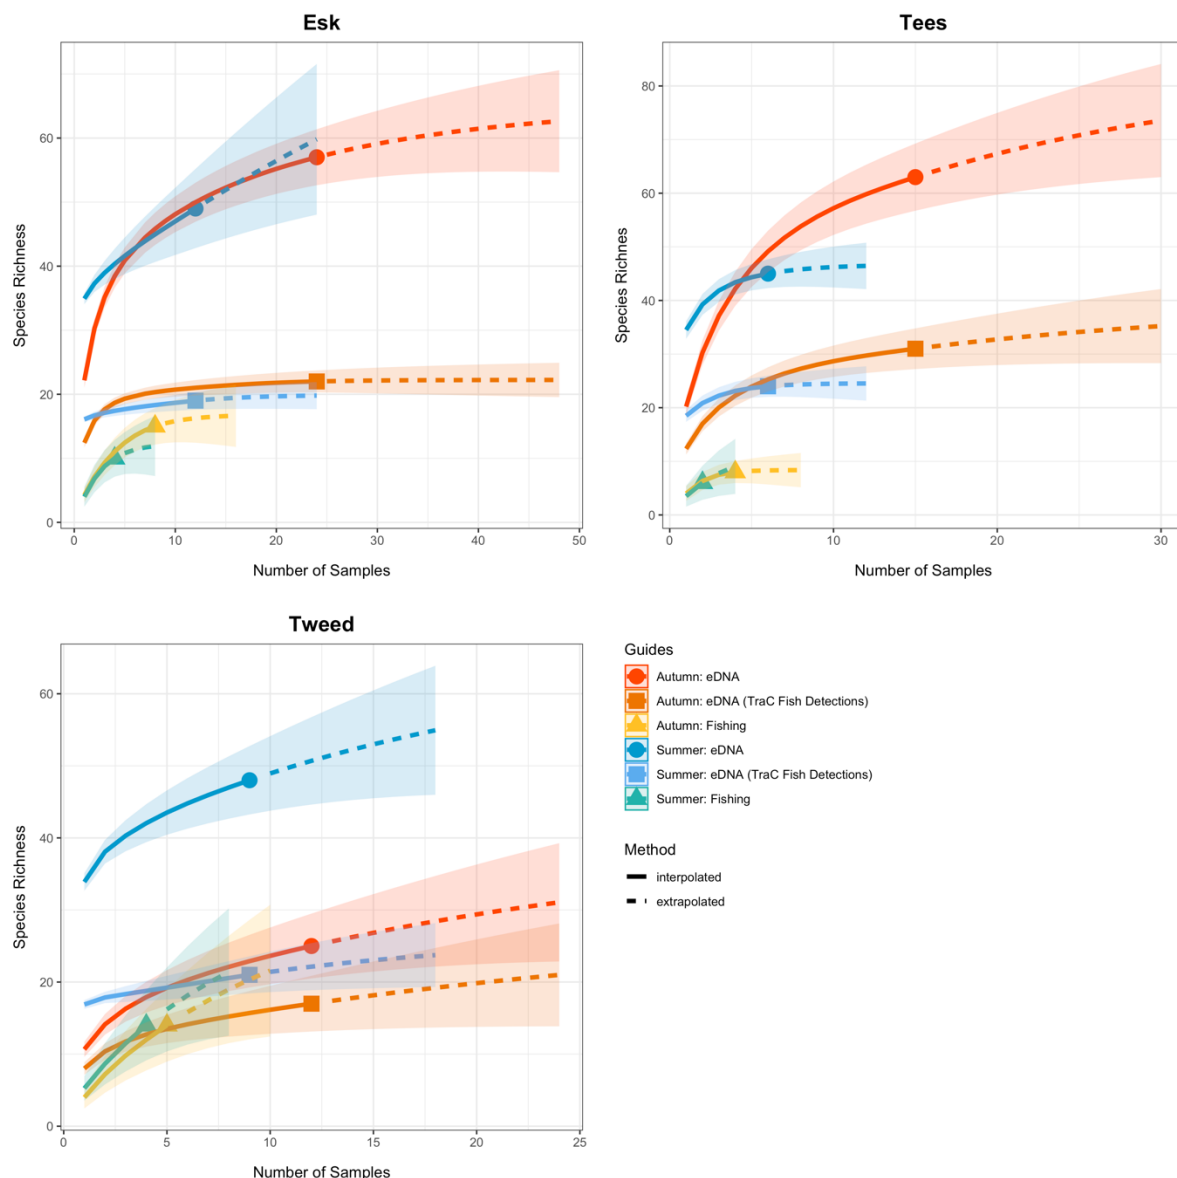 Esk
Species Richness
60
40
20
0
0 10 20 30 40 50
Number of Samples
Tees
Species Richnes
80
60
40
20
0
0 10 20 30
Number of Samples
Tweed
Species Richness
60
40
20
0
0 5 10 15 20 25
Number of Samples
Guides
Autumn: eDNA
Autumn: eDNA (TraC Fish Detections)
Autumn: Fishing
Summer: eDNA
Summer: eDNA (TraC Fish Detections)
Summer: Fishing
Method
interpolated
extrapolated